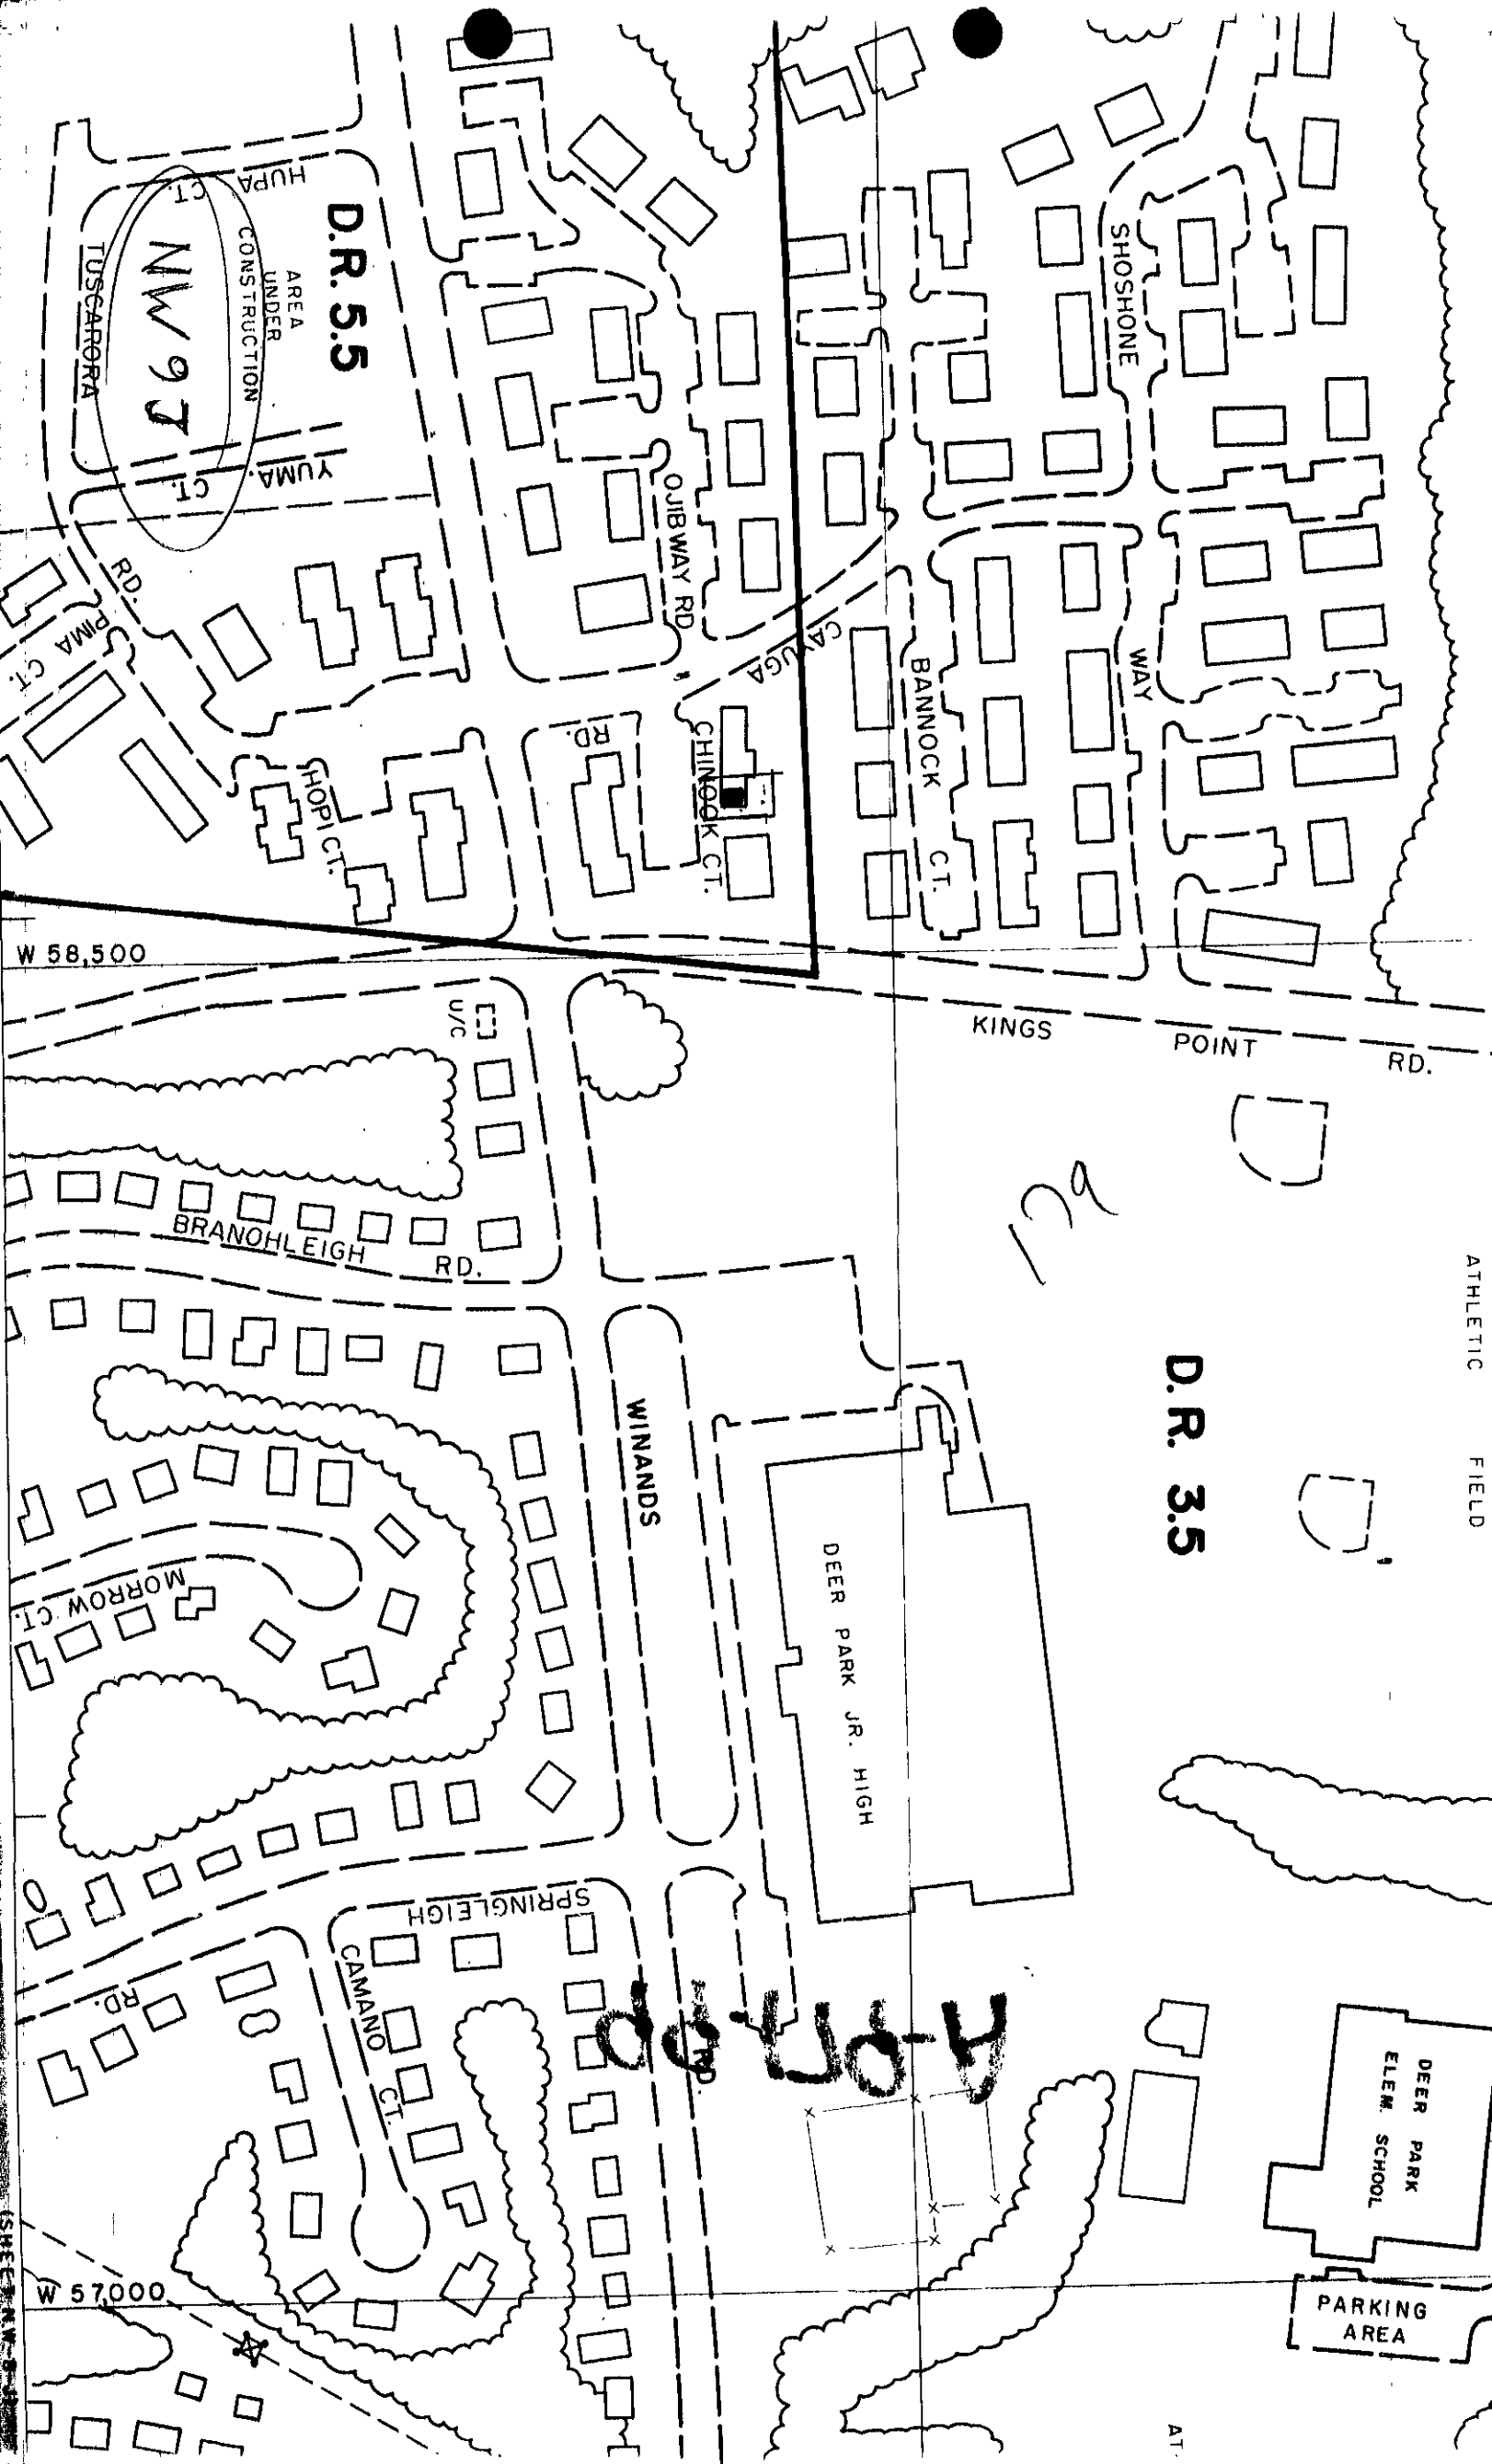 HUPA CT.
D.R. 5.5
AREA
UNDER
CONSTRUCTION
NW 9J
TUSCARORA
RD.
YUMA.
CT.
PIMA CT.
HOPI CT.
OJIBWAY RD
CAYUGA
RD.
CHINOOK CT.
BANNOCK CT.
SHOSHONE
WAY
W 58,500
KINGS POINT RD.
U/C
BRANOHLEIGH RD.
ATHLETIC FIELD
D.R. 3.5
WINANDS
RD.
DEER PARK JR. HIGH
MORROW CT.
SPRINGLEIGH
RD.
CAMANO CT.
DEER PARK
ELEM. SCHOOL
PARKING
AREA
W 57,000
AT.